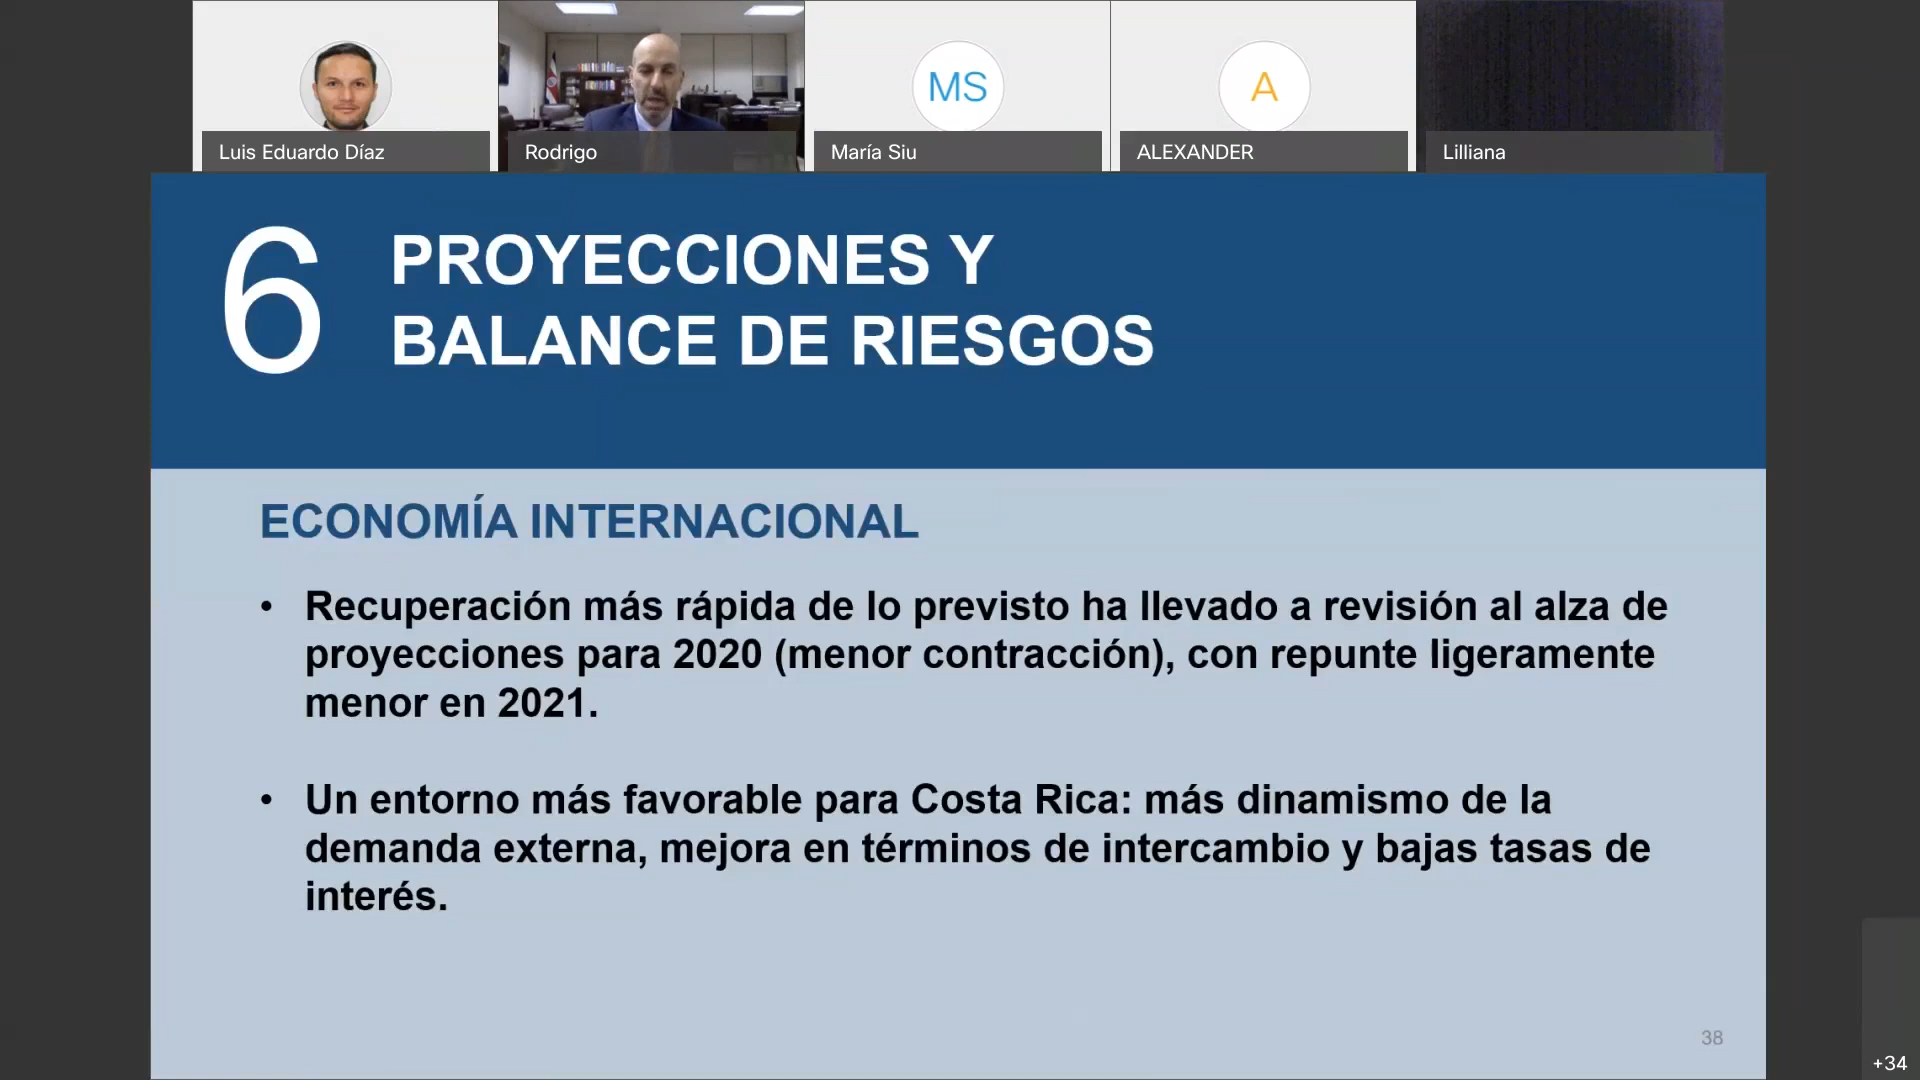 MS
A
Luis Eduardo Díaz
Rodrigo
María Siu
ALEXANDER
Lilliana
6
PROYECCIONES Y
BALANCE DE RIESGOS
ECONOMÍA INTERNACIONAL
• Recuperación más rápida de lo previsto ha llevado a revisión al alza de
proyecciones para 2020 (menor contracción), con repunte ligeramente
menor en 2021.
• Un entorno más favorable para Costa Rica: más dinamismo de la
demanda externa, mejora en términos de intercambio y bajas tasas de
interés.
38
+34